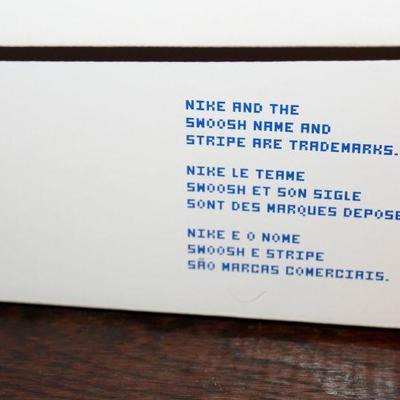 NIKE AND THE
SWOOSH NAME AND
STRIPE ARE TRADEMARKS.
NIKE LE TERME
SWOOSH ET SON SIGLE
SONT DES MARQUES DEPOSE
NIKE E O NOME
SWOOSH E STRIPE
SÃO MARCAS COMERCIAIS.